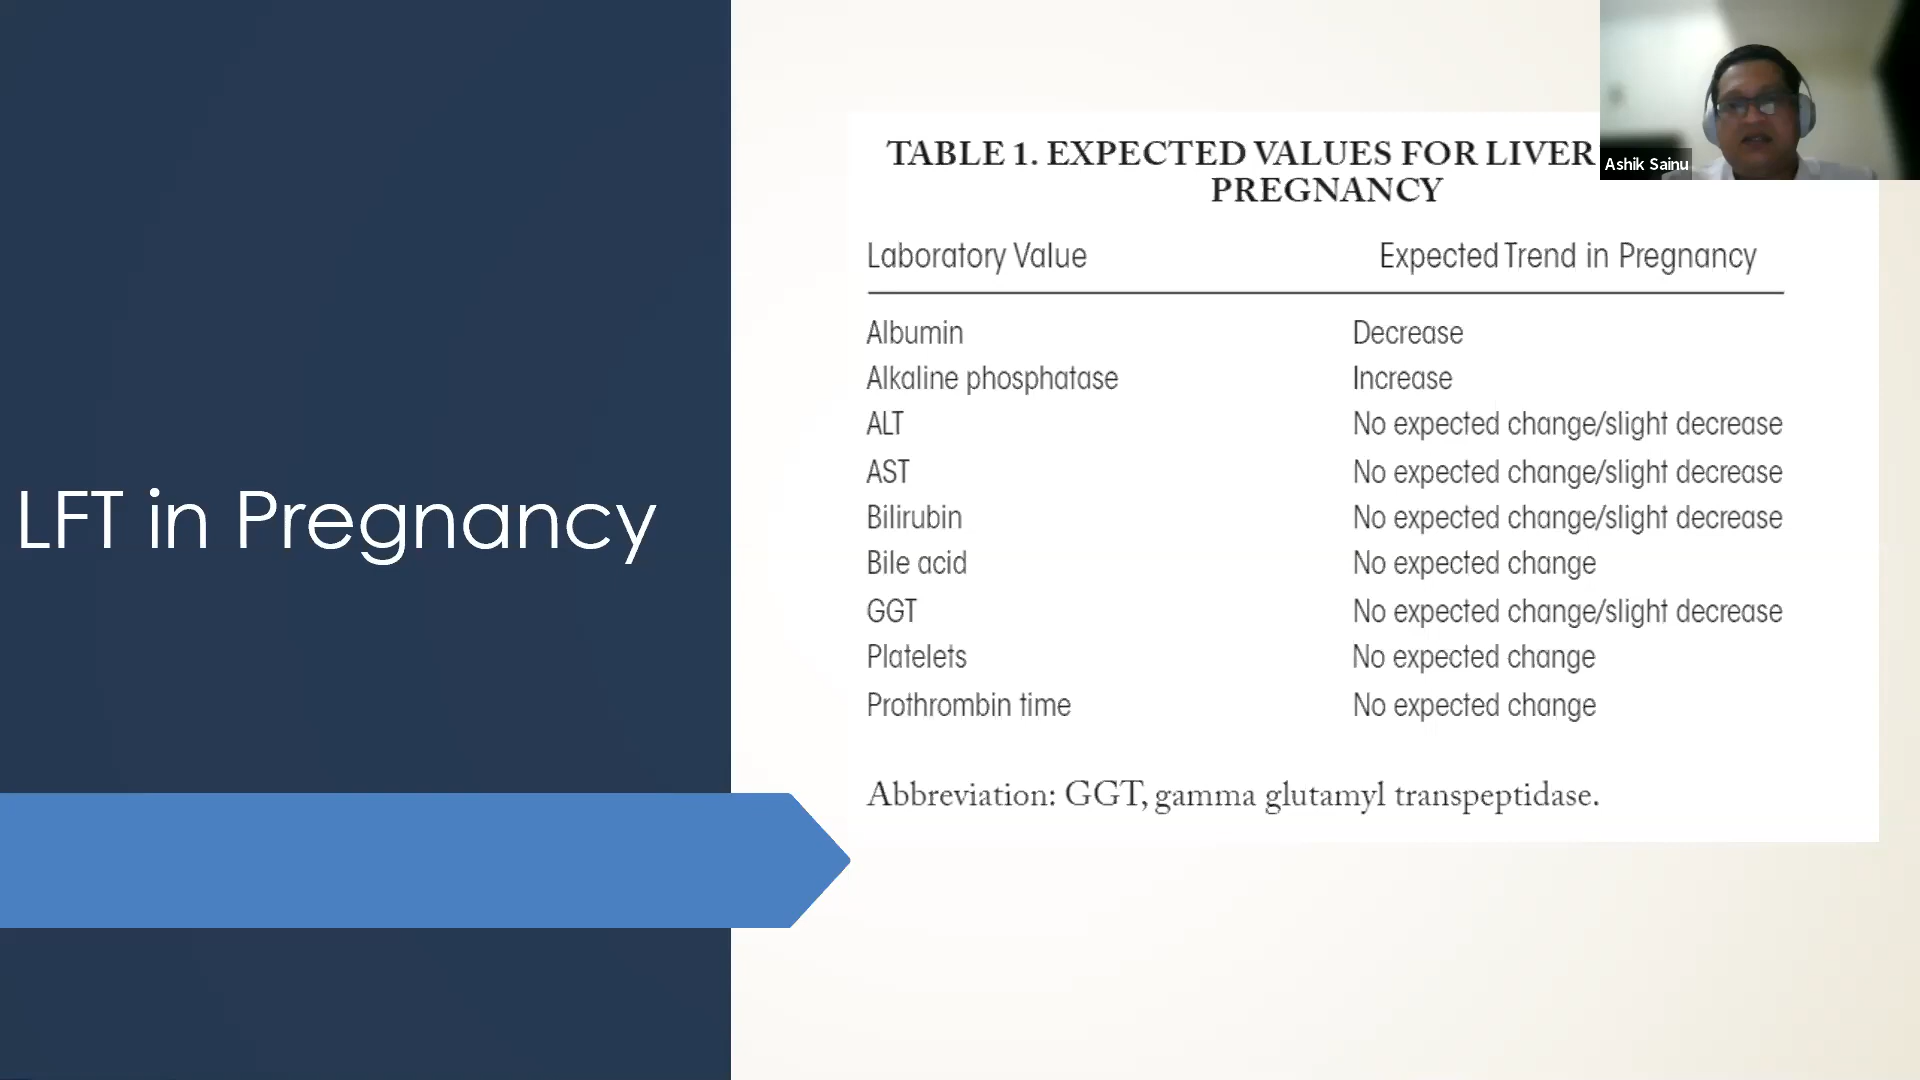 LFT in Pregnancy
TABLE 1. EXPECTED VALUES FOR LIVER
PREGNANCY
Laboratory Value Expected Trend in Pregnancy
Albumin Decrease
Alkaline phosphatase Increase
ALT No expected change/slight decrease
AST No expected change/slight decrease
Bilirubin No expected change/slight decrease
Bile acid No expected change
GGT No expected change/slight decrease
Platelets No expected change
Prothrombin time No expected change
Abbreviation: GGT, gamma glutamyl transpeptidase.
Ashik Sainu